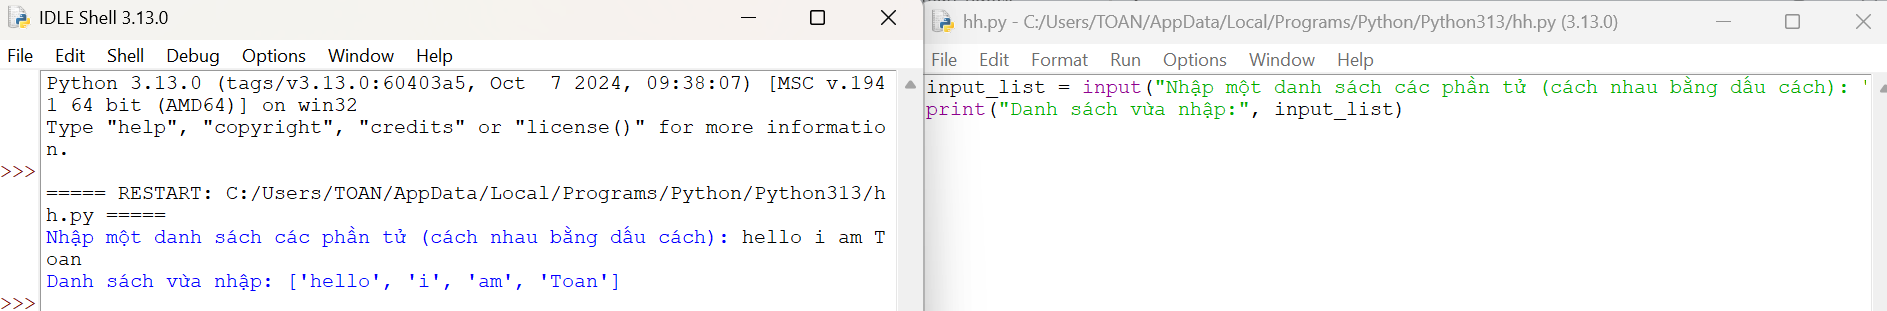 IDLE Shell 3.13.0
File Edit Shell Debug Options Window Help
Python 3.13.0 (tags/v3.13.0:60403a5, Oct  7 2024, 09:38:07) [MSC v.194
1 64 bit (AMD64)] on win32
Type "help", "copyright", "credits" or "license()" for more informatio
n.
>>>
===== RESTART: C:/Users/TOAN/AppData/Local/Programs/Python/Python313/h
h.py =====
Nhập một danh sách các phần tử (cách nhau bằng dấu cách): hello i am T
oan
Danh sách vừa nhập: ['hello', 'i', 'am', 'Toan']
>>>
hh.py - C:/Users/TOAN/AppData/Local/Programs/Python/Python313/hh.py (3.13.0)
File Edit Format Run Options Window Help
input_list = input("Nhập một danh sách các phần tử (cách nhau bằng dấu cách): "
print("Danh sách vừa nhập:", input_list)